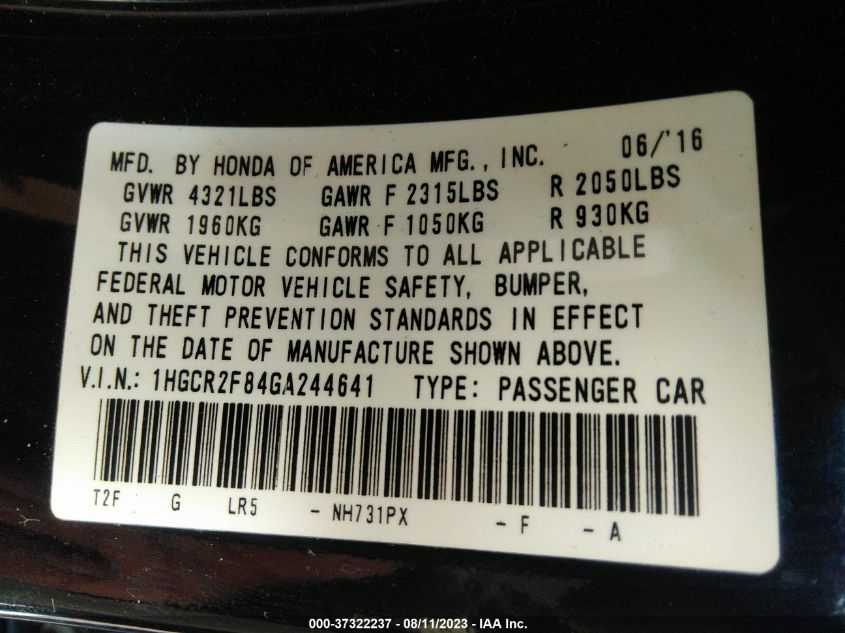 MFD. BY HONDA OF AMERICA MFG., INC. 06/'16
GVWR 4321LBS GAWR F 2315LBS R 2050LBS
GVWR 1960KG GAWR F 1050KG R 930KG
THIS VEHICLE CONFORMS TO ALL APPLICABLE
FEDERAL MOTOR VEHICLE SAFETY, BUMPER,
AND THEFT PREVENTION STANDARDS IN EFFECT
ON THE DATE OF MANUFACTURE SHOWN ABOVE.
V.I.N.: 1HGCR2F84GA244641 TYPE: PASSENGER CAR
T2F G LR5 - NH731PX - F - A
000-37322237 - 08/11/2023 - IAA Inc.